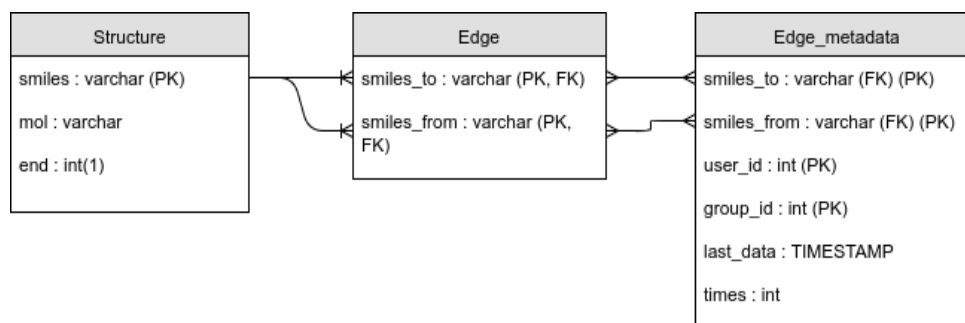 Structure
smiles : varchar (PK)
mol : varchar
end : int(1)
Edge
smiles_to : varchar (PK, FK)
smiles_from : varchar (PK,
FK)
Edge_metadata
smiles_to : varchar (FK) (PK)
smiles_from : varchar (FK) (PK)
user_id : int (PK)
group_id : int (PK)
last_data : TIMESTAMP
times : int